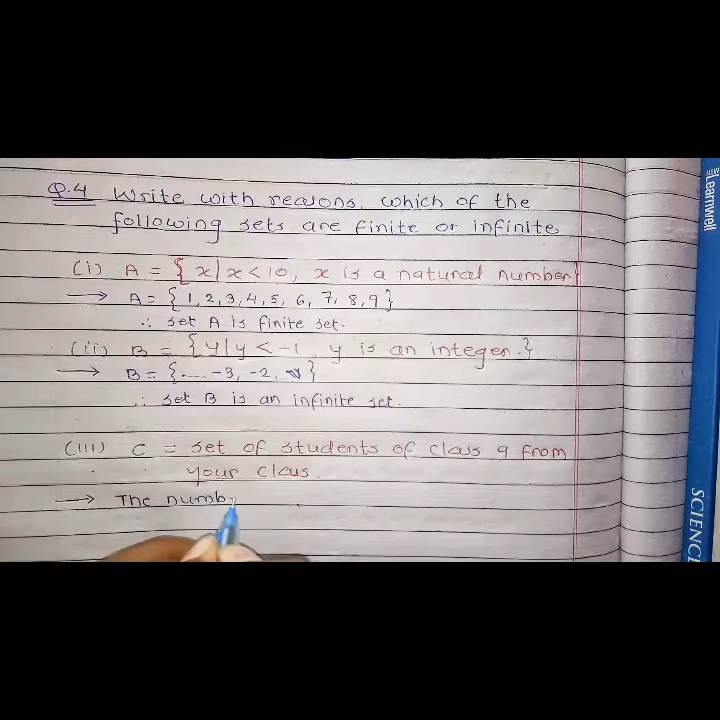 Q.4 Write with reasons, which of the
following sets are finite or infinite.
(i) A = { x | x < 10, x is a natural number}
→ A = { 1, 2, 3, 4, 5, 6, 7, 8, 9 }
∴ set A is finite set.
(ii) B = { y | y < -1, y is an integer.}
→ B = {.... -3, -2, }
∴ set B is an infinite set.
(iii) C = set of students of class 9 from
your class.
→ The numb
Learnwell
SCIENC